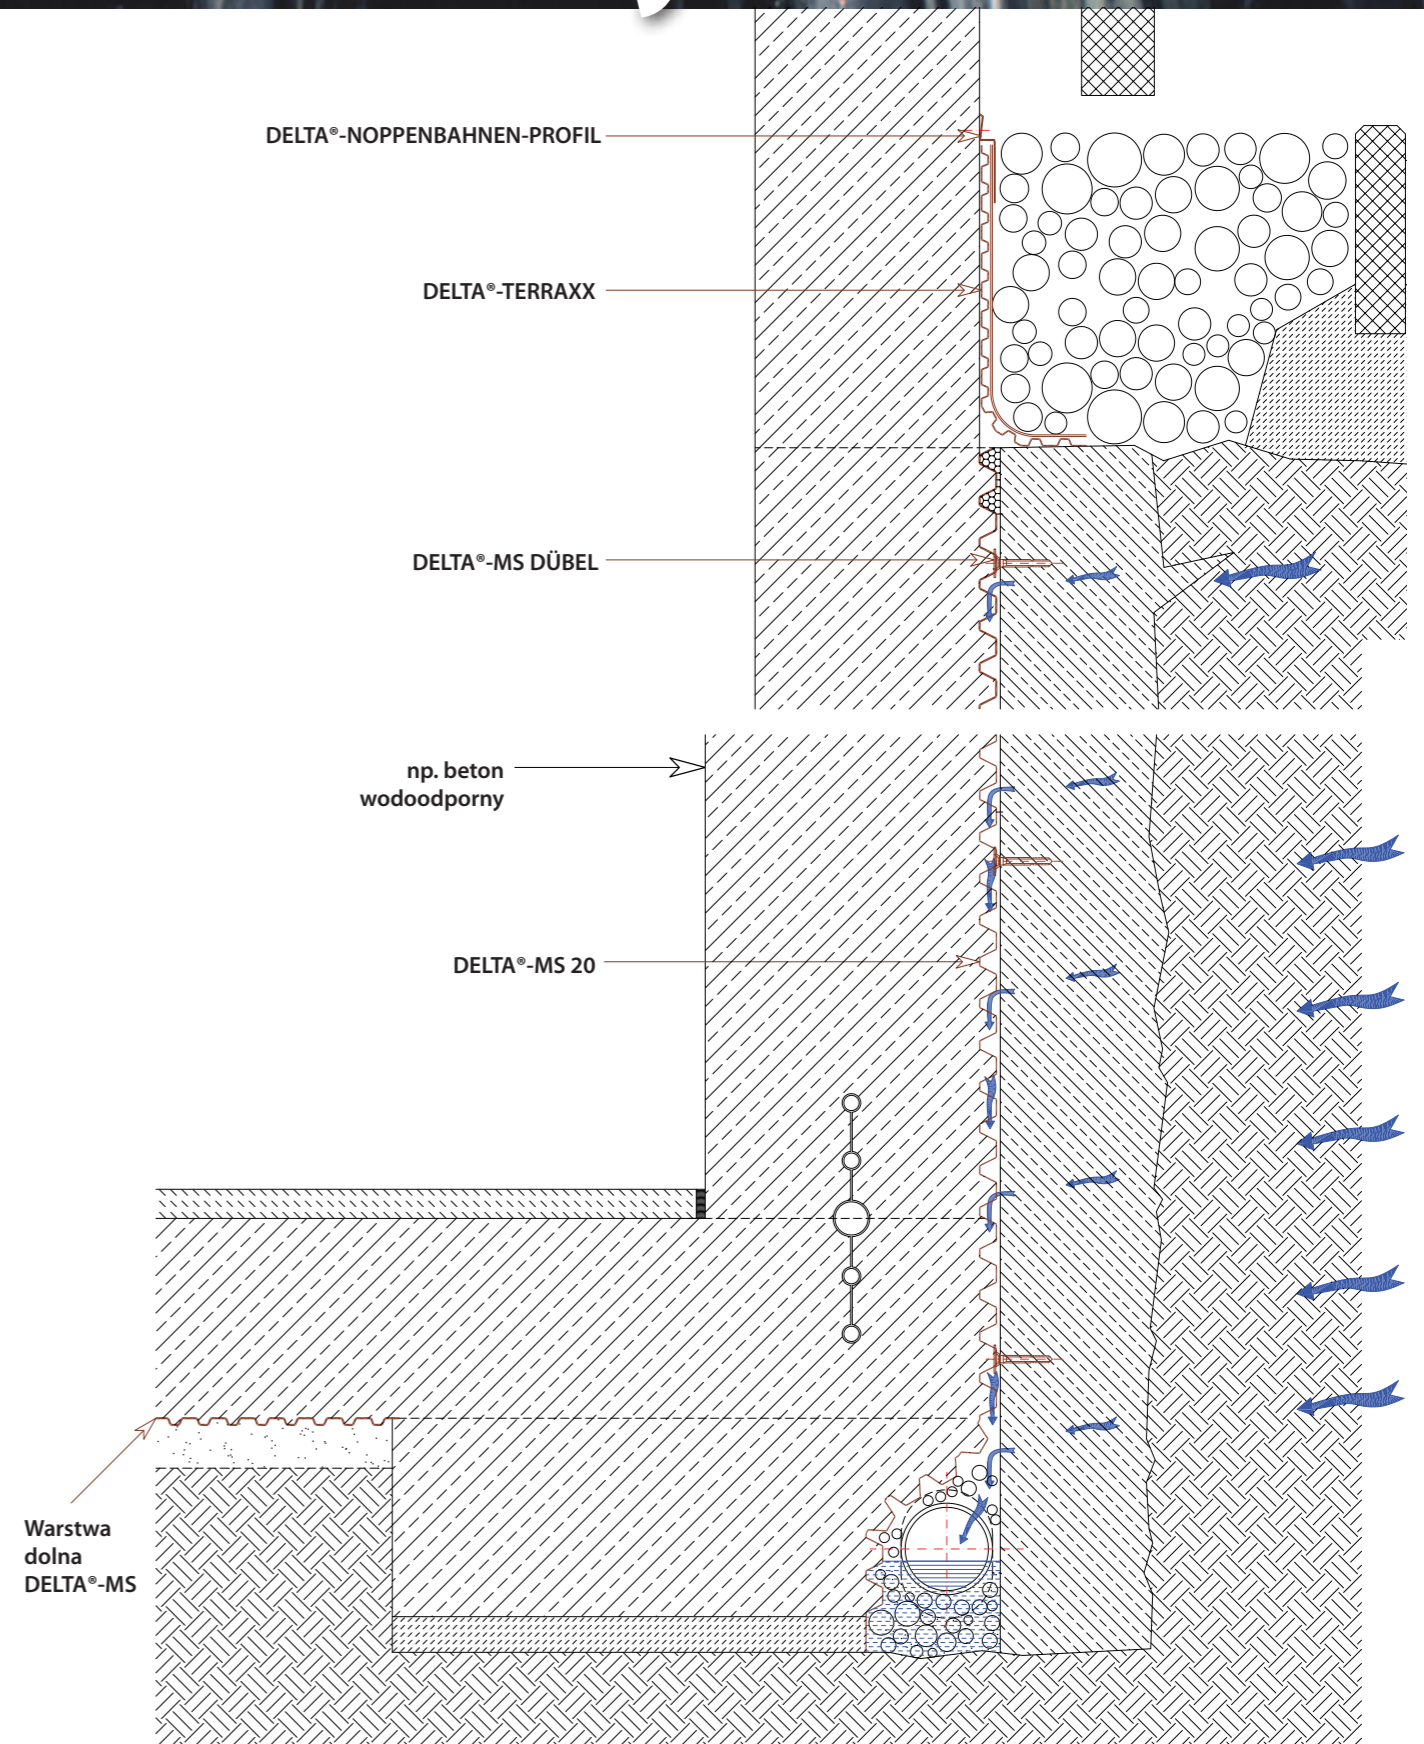 DELTA®-NOPPENBAHNEN-PROFIL
DELTA®-TERRAXX
DELTA®-MS DÜBEL
np. beton
wodoodporny
DELTA®-MS 20
Warstwa
dolna
DELTA®-MS